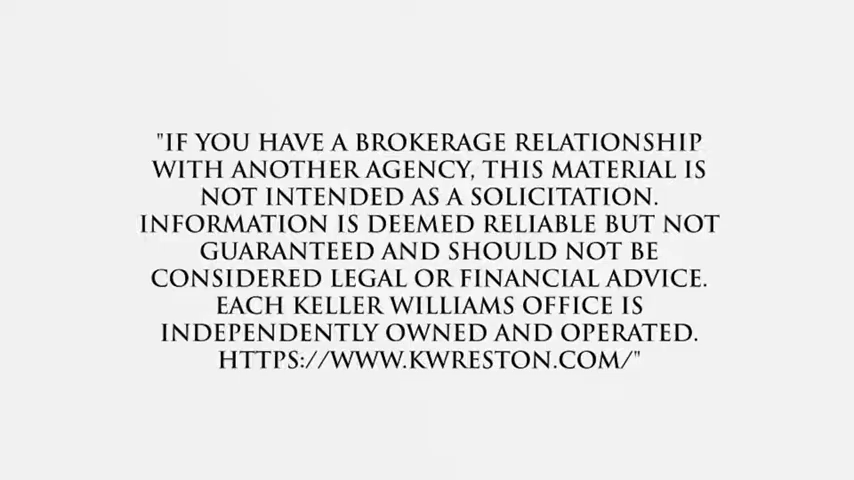 "IF YOU HAVE A BROKERAGE RELATIONSHIP
WITH ANOTHER AGENCY, THIS MATERIAL IS
NOT INTENDED AS A SOLICITATION.
INFORMATION IS DEEMED RELIABLE BUT NOT
GUARANTEED AND SHOULD NOT BE
CONSIDERED LEGAL OR FINANCIAL ADVICE.
EACH KELLER WILLIAMS OFFICE IS
INDEPENDENTLY OWNED AND OPERATED.
HTTPS://WWW.KWRESTON.COM/"